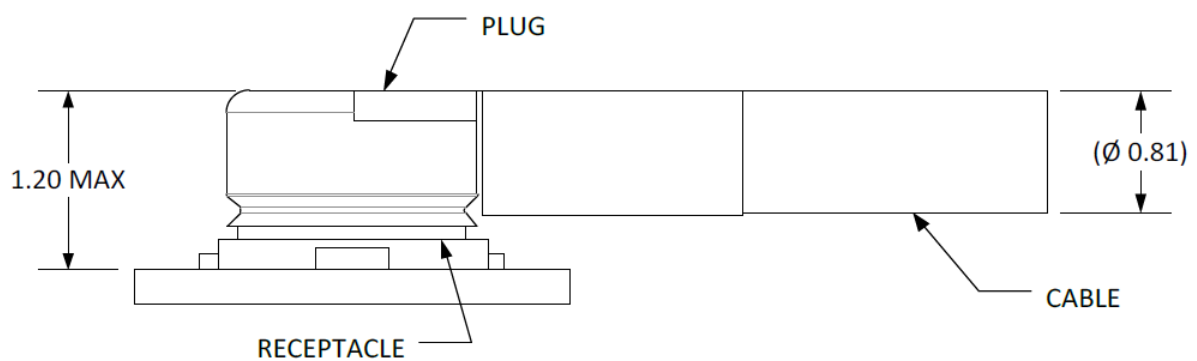 PLUG
1.20 MAX
(Ø 0.81)
CABLE
RECEPTACLE